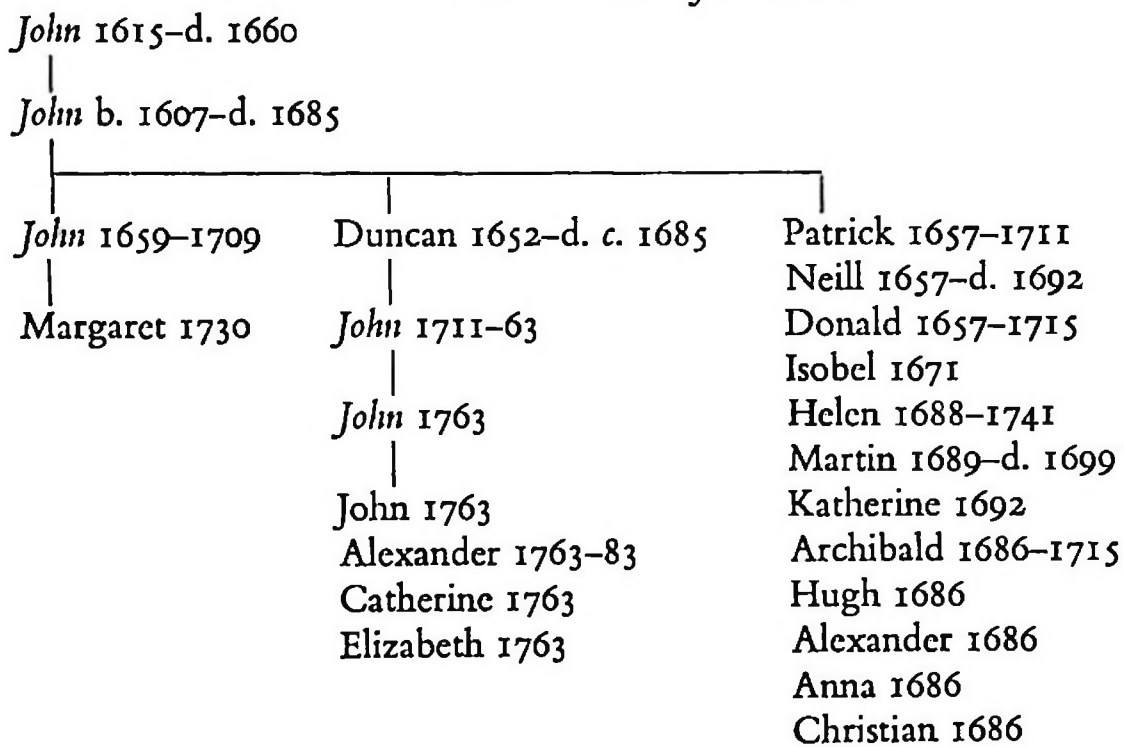 John 1615–d. 1660
John b. 1607–d. 1685
John 1659–1709
Margaret 1730
Duncan 1652–d. c. 1685
John 1711–63
John 1763
John 1763
Alexander 1763–83
Catherine 1763
Elizabeth 1763
Patrick 1657–1711
Neill 1657–d. 1692
Donald 1657–1715
Isobel 1671
Helen 1688–1741
Martin 1689–d. 1699
Katherine 1692
Archibald 1686–1715
Hugh 1686
Alexander 1686
Anna 1686
Christian 1686